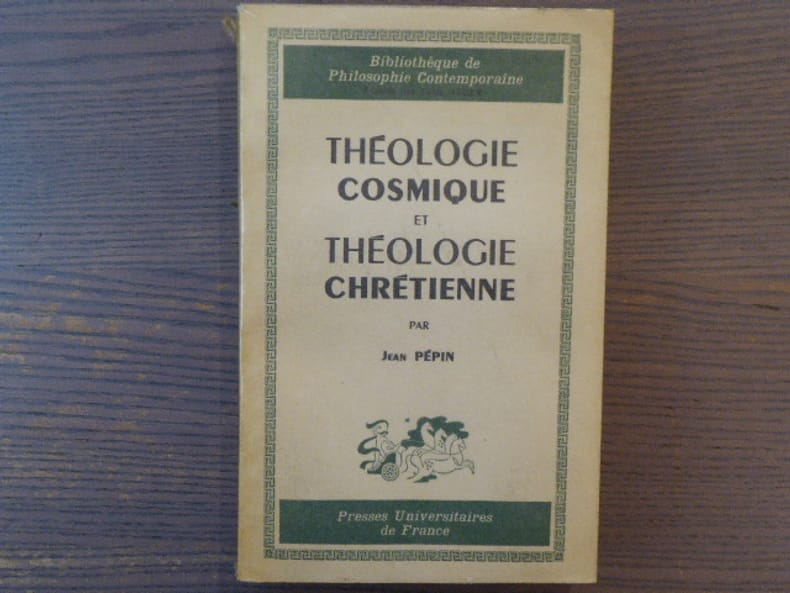 Bibliothèque de
Philosophie Contemporaine
THÉOLOGIE
COSMIQUE
ET
THÉOLOGIE
CHRÉTIENNE
PAR
JEAN PÉPIN
Presses Universitaires
de France